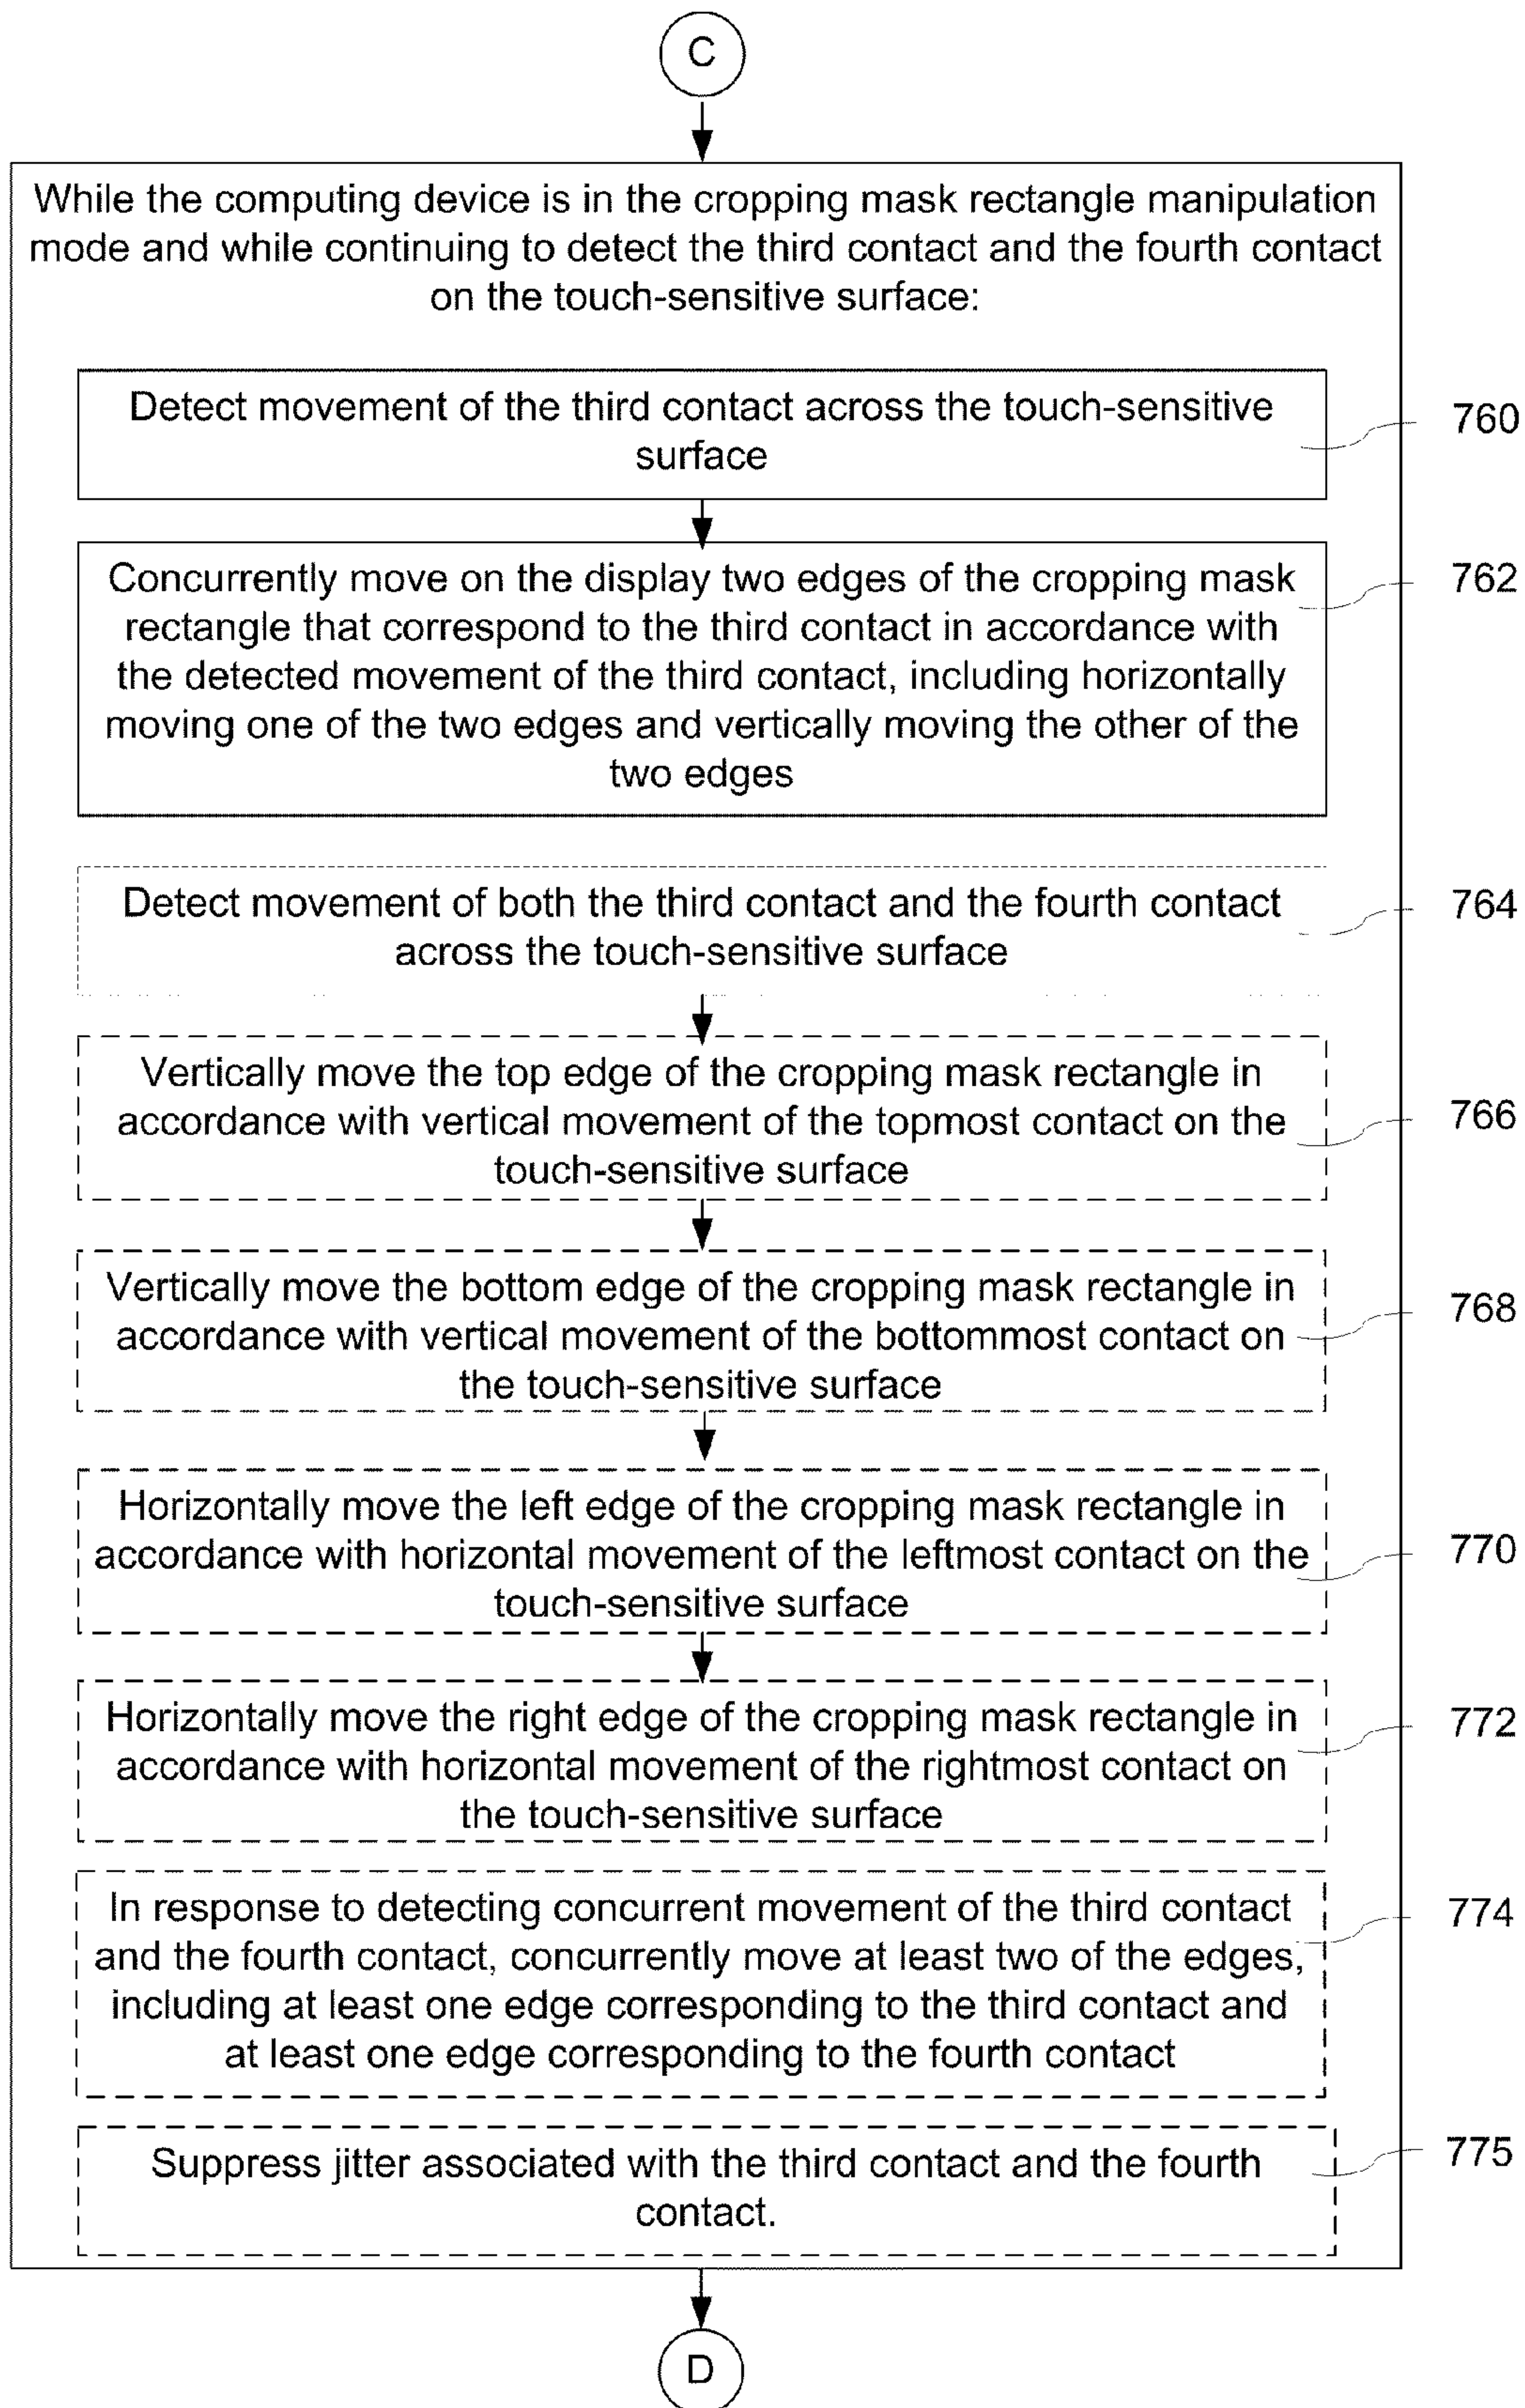 C
While the computing device is in the cropping mask rectangle manipulation
mode and while continuing to detect the third contact and the fourth contact
on the touch-sensitive surface:
Detect movement of the third contact across the touch-sensitive
surface
760
Concurrently move on the display two edges of the cropping mask
rectangle that correspond to the third contact in accordance with
the detected movement of the third contact, including horizontally
moving one of the two edges and vertically moving the other of the
two edges
762
Detect movement of both the third contact and the fourth contact
across the touch-sensitive surface
764
Vertically move the top edge of the cropping mask rectangle in
accordance with vertical movement of the topmost contact on the
touch-sensitive surface
766
Vertically move the bottom edge of the cropping mask rectangle in
accordance with vertical movement of the bottommost contact on
the touch-sensitive surface
768
Horizontally move the left edge of the cropping mask rectangle in
accordance with horizontal movement of the leftmost contact on the
touch-sensitive surface
770
Horizontally move the right edge of the cropping mask rectangle in
accordance with horizontal movement of the rightmost contact on
the touch-sensitive surface
772
In response to detecting concurrent movement of the third contact
and the fourth contact, concurrently move at least two of the edges,
including at least one edge corresponding to the third contact and
at least one edge corresponding to the fourth contact
774
Suppress jitter associated with the third contact and the fourth
contact.
775
D